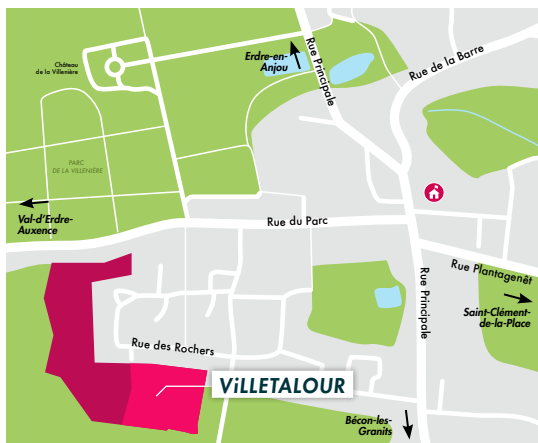 Château
de la Villenière
Erdre-en-
Anjou
Rue Principale
Rue de la Barre
PARC
DE LA VILLENIÈRE
Val-d'Erdre-
Auxence
Rue du Parc
Rue Plantagenêt
Rue Principale
Saint-Clément-
de-la-Place
Rue des Rochers
ViLLETALOUR
Bécon-les-
Granits